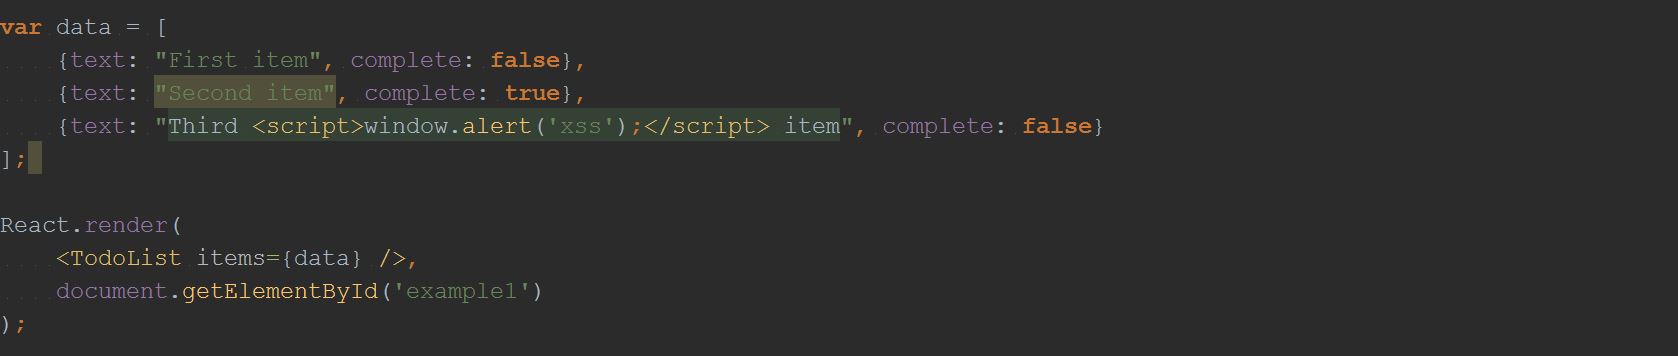 var data = [
    {text: "First item", complete: false},
    {text: "Second item", complete: true},
    {text: "Third <script>window.alert('xss');</script> item", complete: false}
];

React.render(
    <TodoList items={data} />,
    document.getElementById('example1')
);